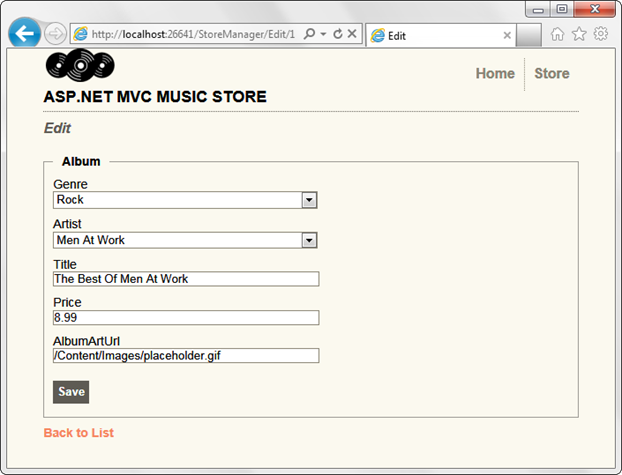 http://localhost:26641/StoreManager/Edit/1
Edit
Home
Store
ASP.NET MVC MUSIC STORE
Edit
Album
Genre
Rock
Artist
Men At Work
Title
The Best Of Men At Work
Price
8.99
AlbumArtUrl
/Content/Images/placeholder.gif
Save
Back to List